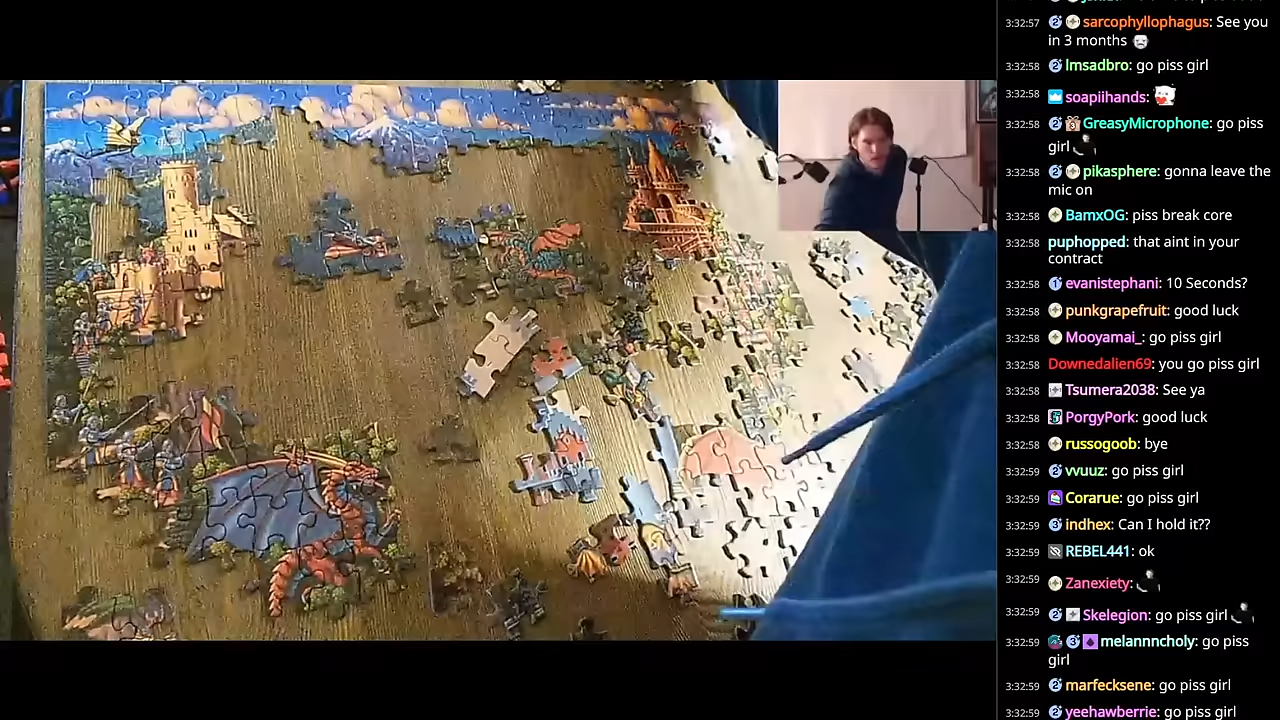 3:32:57 sarcophyllophagus: See you
in 3 months
3:32:58 lmsadbro: go piss girl
3:32:58 soapiihands:
3:32:58 GreasyMicrophone: go piss
girl
3:32:58 pikasphere: gonna leave the
mic on
3:32:58 BamxOG: piss break core
3:32:58 puphopped: that aint in your
contract
3:32:58 evanistephani: 10 Seconds?
3:32:58 punkgrapefruit: good luck
3:32:58 Mooyamai_: go piss girl
3:32:58 Downedalien69: you go piss girl
3:32:58 Tsumera2038: See ya
3:32:58 PorgyPork: good luck
3:32:58 russogoob: bye
3:32:59 vvuuz: go piss girl
3:32:59 Corarue: go piss girl
3:32:59 indhex: Can I hold it??
3:32:59 REBEL441: ok
3:32:59 Zanexiety:
3:32:59 Skelegion: go piss girl
3:32:59 melannncholy: go piss
girl
3:32:59 marfecksene: go piss girl
3:32:59 yeehawberrie: go piss girl